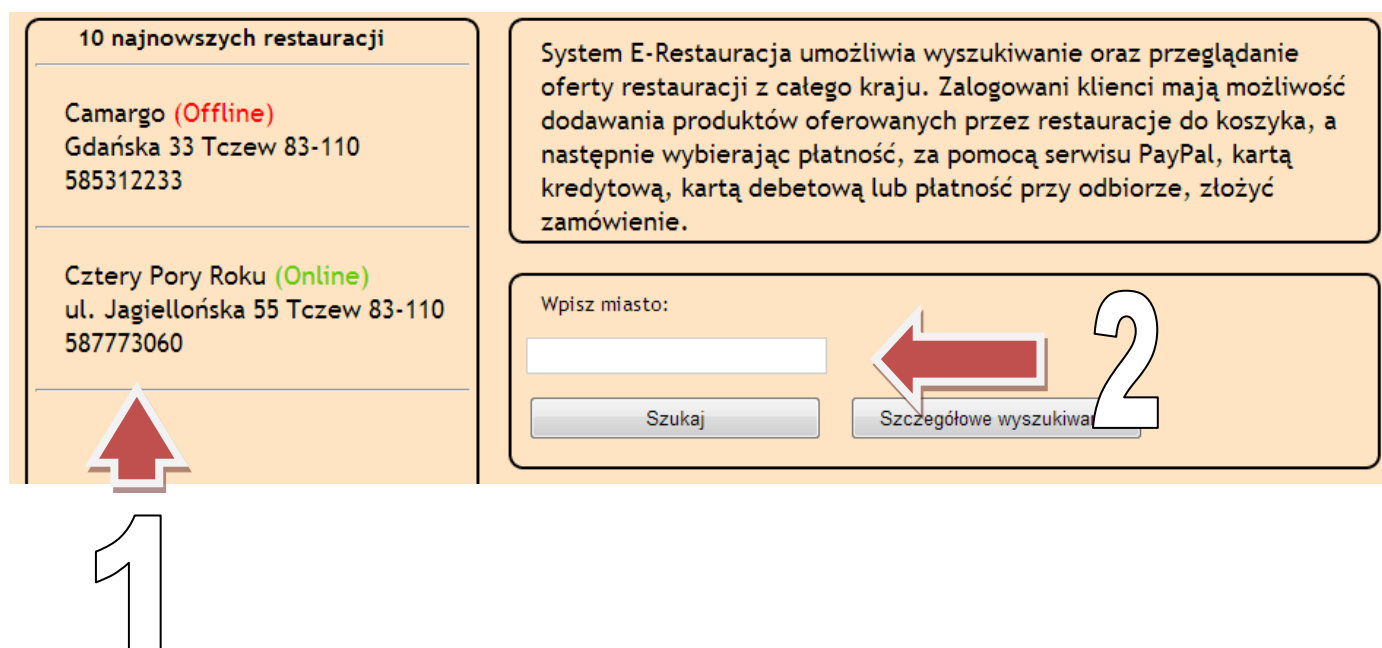 10 najnowszych restauracji
Camargo (Offline)
Gdańska 33 Tczew 83-110
585312233
Cztery Pory Roku (Online)
ul. Jagiellońska 55 Tczew 83-110
587773060
System E-Restauracja umożliwia wyszukiwanie oraz przeglądanie
oferty restauracji z całego kraju. Zalogowani klienci mają możliwość
dodawania produktów oferowanych przez restauracje do koszyka, a
następnie wybierając płatność, za pomocą serwisu PayPal, kartą
kredytową, kartą debetową lub płatność przy odbiorze, złożyć
zamówienie.
Wpisz miasto:
Szukaj
Szczegółowe
2
1